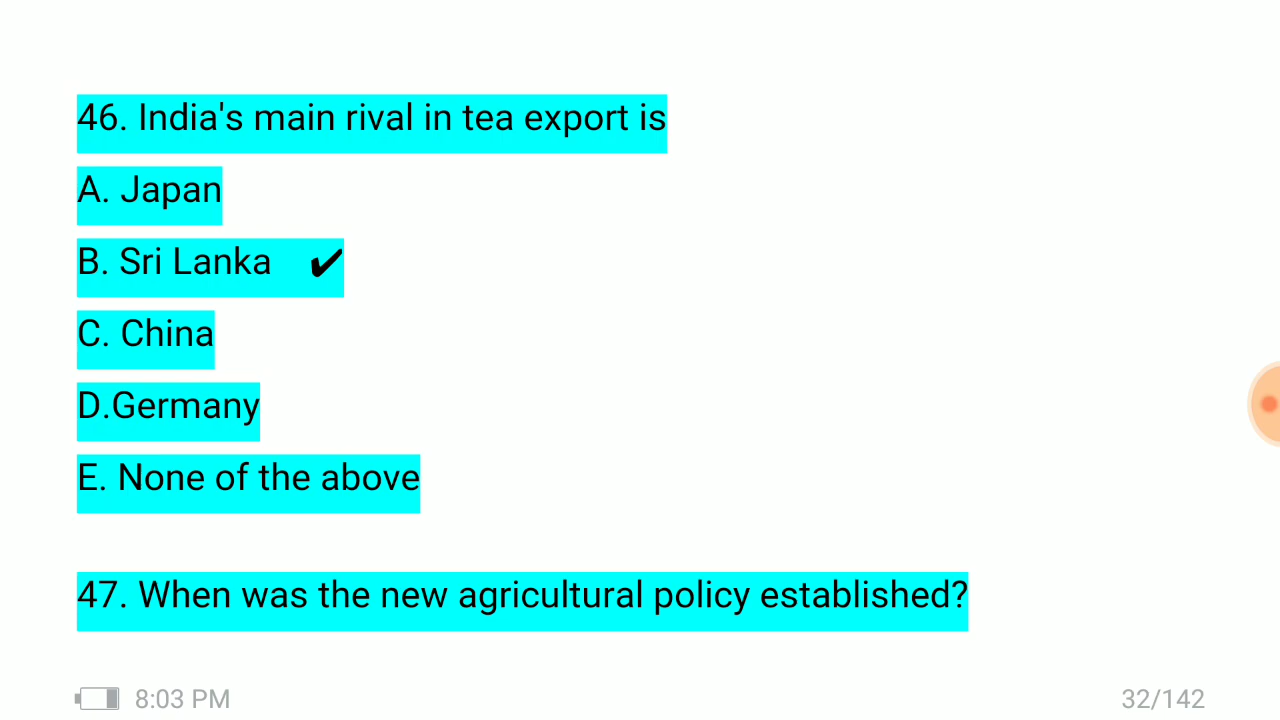 46. India's main rival in tea export is
A. Japan
B. Sri Lanka ✔
C. China
D.Germany
E. None of the above
47. When was the new agricultural policy established?
8:03 PM
32/142